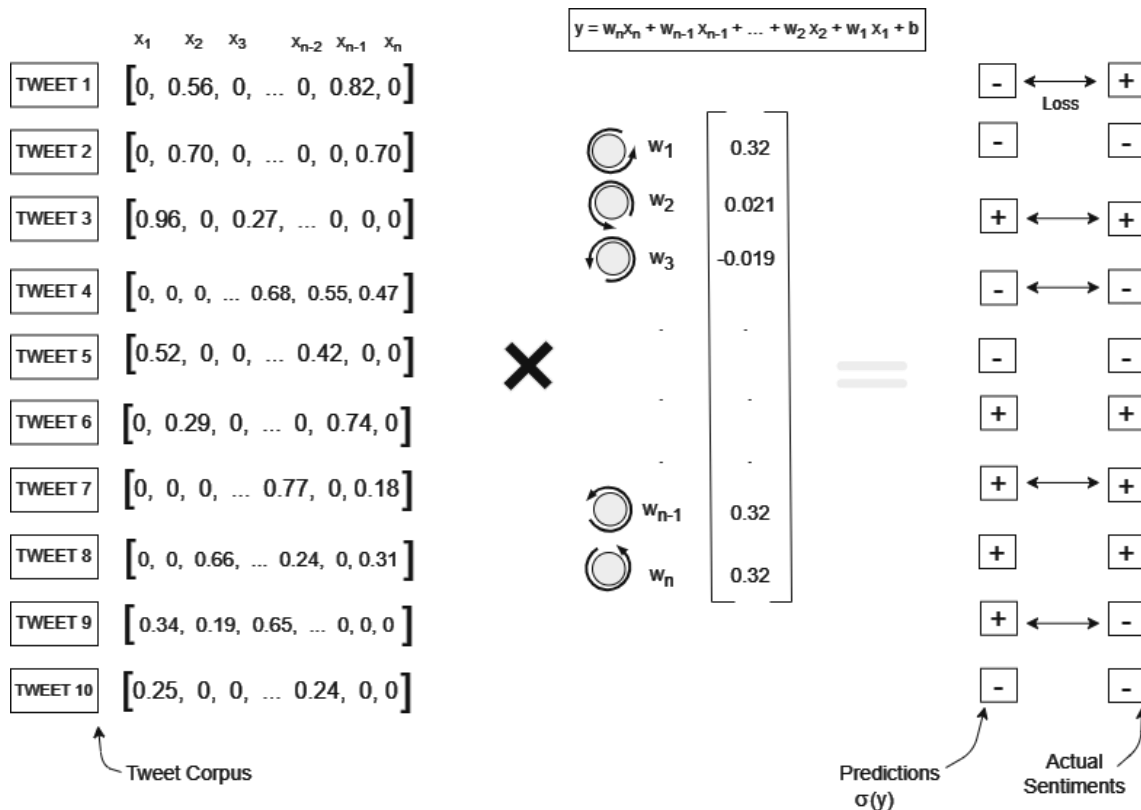 y = wₙxₙ + wₙ₋₁ xₙ₋₁ + ... + w₂ x₂ + w₁ x₁ + b
x₁ x₂ x₃ xₙ₋₂ xₙ₋₁ xₙ
TWEET 1 [0, 0.56, 0, ... 0, 0.82, 0] - +
Loss
TWEET 2 [0, 0.70, 0, ... 0, 0, 0.70] w₁ 0.32 - -
TWEET 3 [0.96, 0, 0.27, ... 0, 0, 0] w₂ 0.021 + +
w₃ -0.019
TWEET 4 [0, 0, 0, ... 0.68, 0.55, 0.47] - -
TWEET 5 [0.52, 0, 0, ... 0.42, 0, 0] × = - -
TWEET 6 [0, 0.29, 0, ... 0, 0.74, 0] + +
TWEET 7 [0, 0, 0, ... 0.77, 0, 0.18] + +
wₙ₋₁ 0.32
TWEET 8 [0, 0, 0.66, ... 0.24, 0, 0.31] + +
wₙ 0.32
TWEET 9 [0.34, 0.19, 0.65, ... 0, 0, 0] + -
TWEET 10 [0.25, 0, 0, ... 0.24, 0, 0] - -
Tweet Corpus
Predictions
σ(y)
Actual
Sentiments